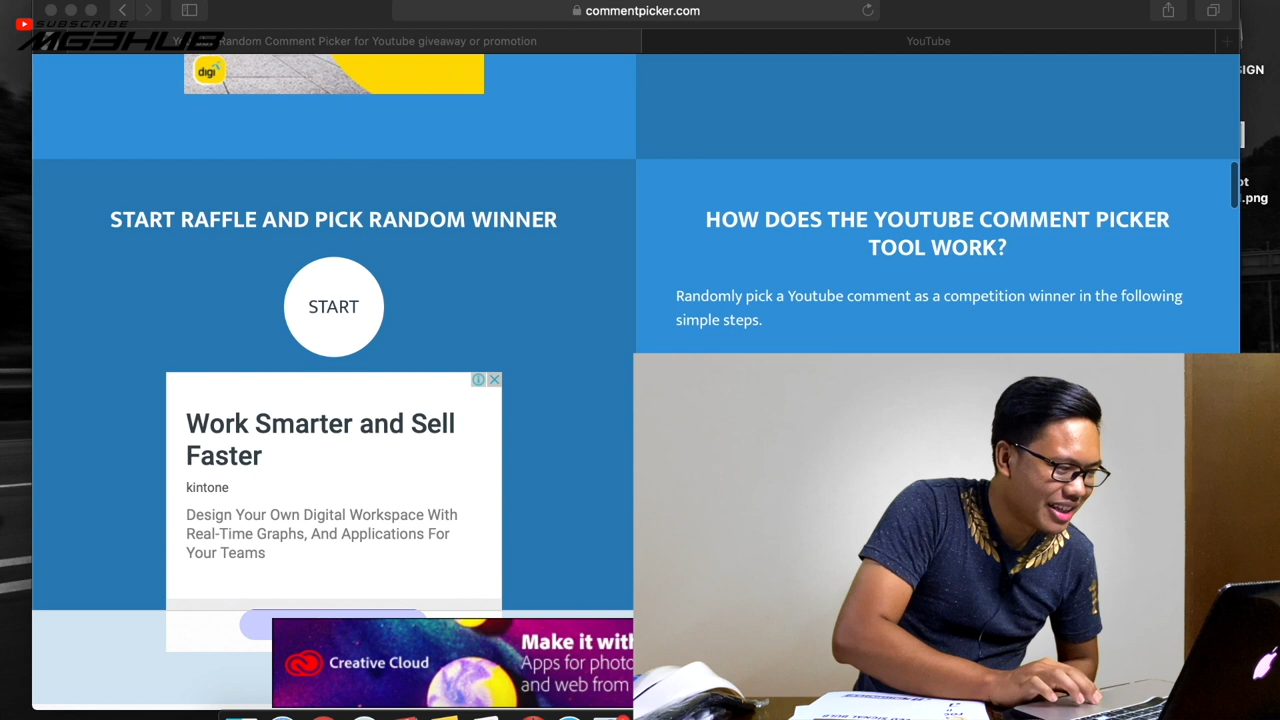 SUBSCRIBE
MG3HUB
commentpicker.com
Random Comment Picker for Youtube giveaway or promotion
YouTube
SIGN
.png
digi
START RAFFLE AND PICK RANDOM WINNER
START
HOW DOES THE YOUTUBE COMMENT PICKER
TOOL WORK?
Randomly pick a Youtube comment as a competition winner in the following
simple steps.
Work Smarter and Sell
Faster
kintone
Design Your Own Digital Workspace With
Real-Time Graphs, And Applications For
Your Teams
Creative Cloud
Make it with
Apps for photo
and web from